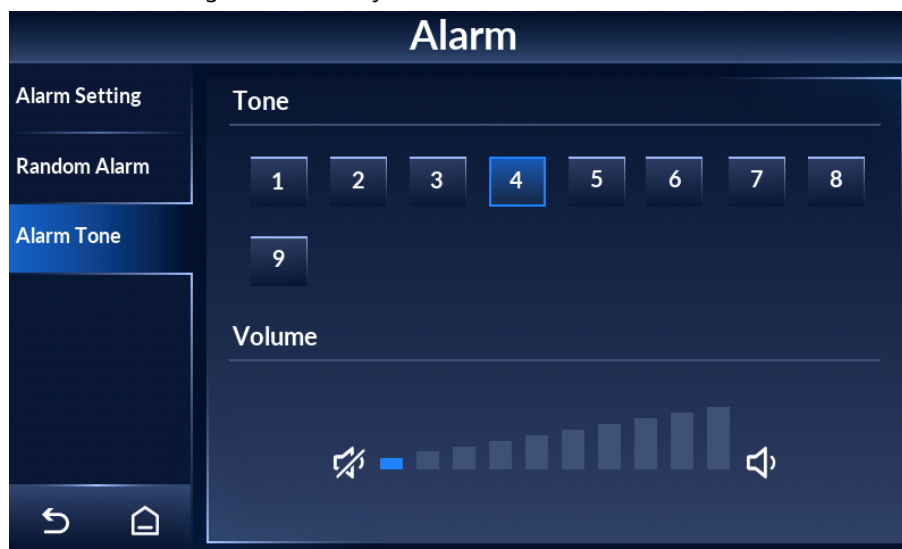 Alarm
Alarm Setting
Random Alarm
Alarm Tone
Tone
1 2 3 4 5 6 7 8
9
Volume